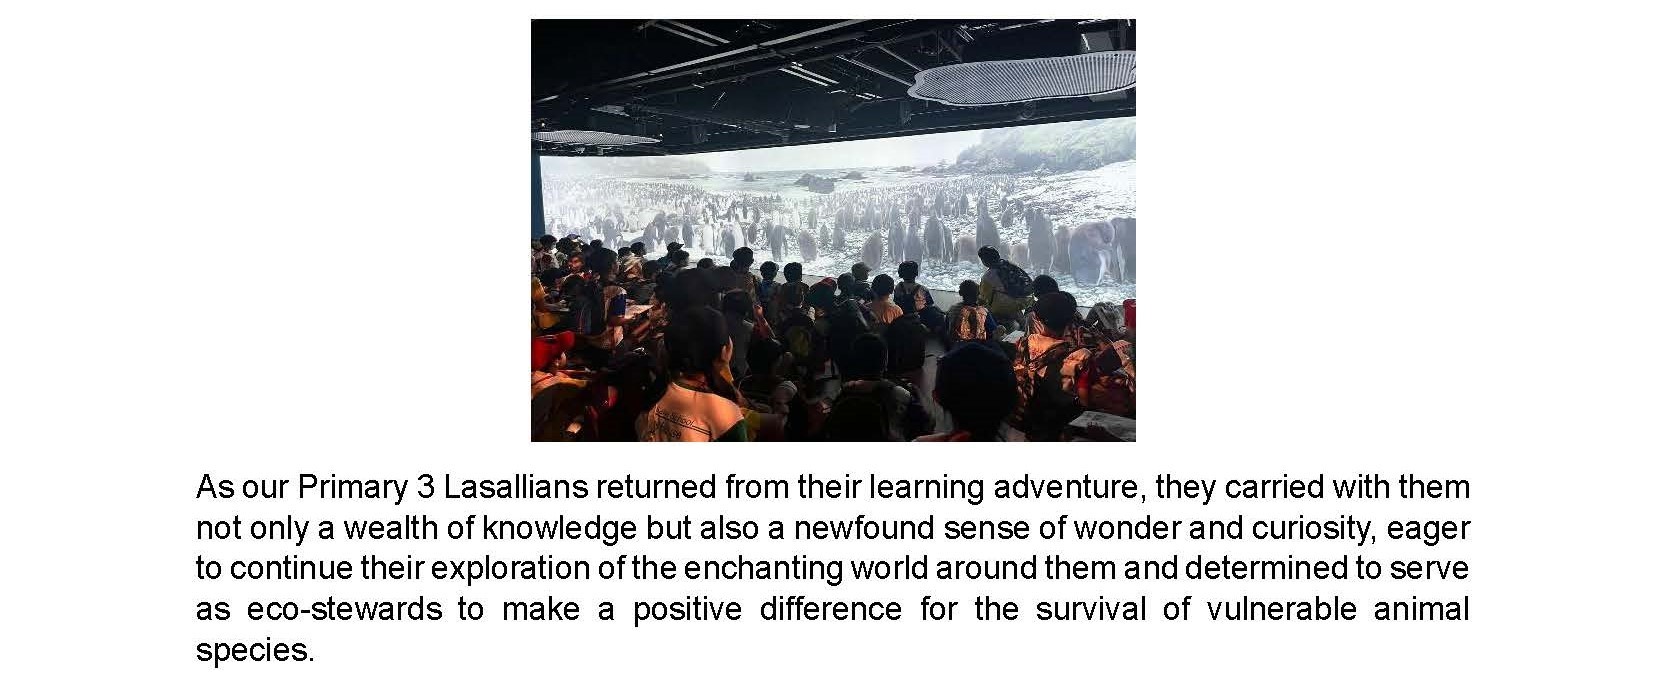 School
As our Primary 3 Lasallians returned from their learning adventure, they carried with them
not only a wealth of knowledge but also a newfound sense of wonder and curiosity, eager
to continue their exploration of the enchanting world around them and determined to serve
as eco-stewards to make a positive difference for the survival of vulnerable animal
species.